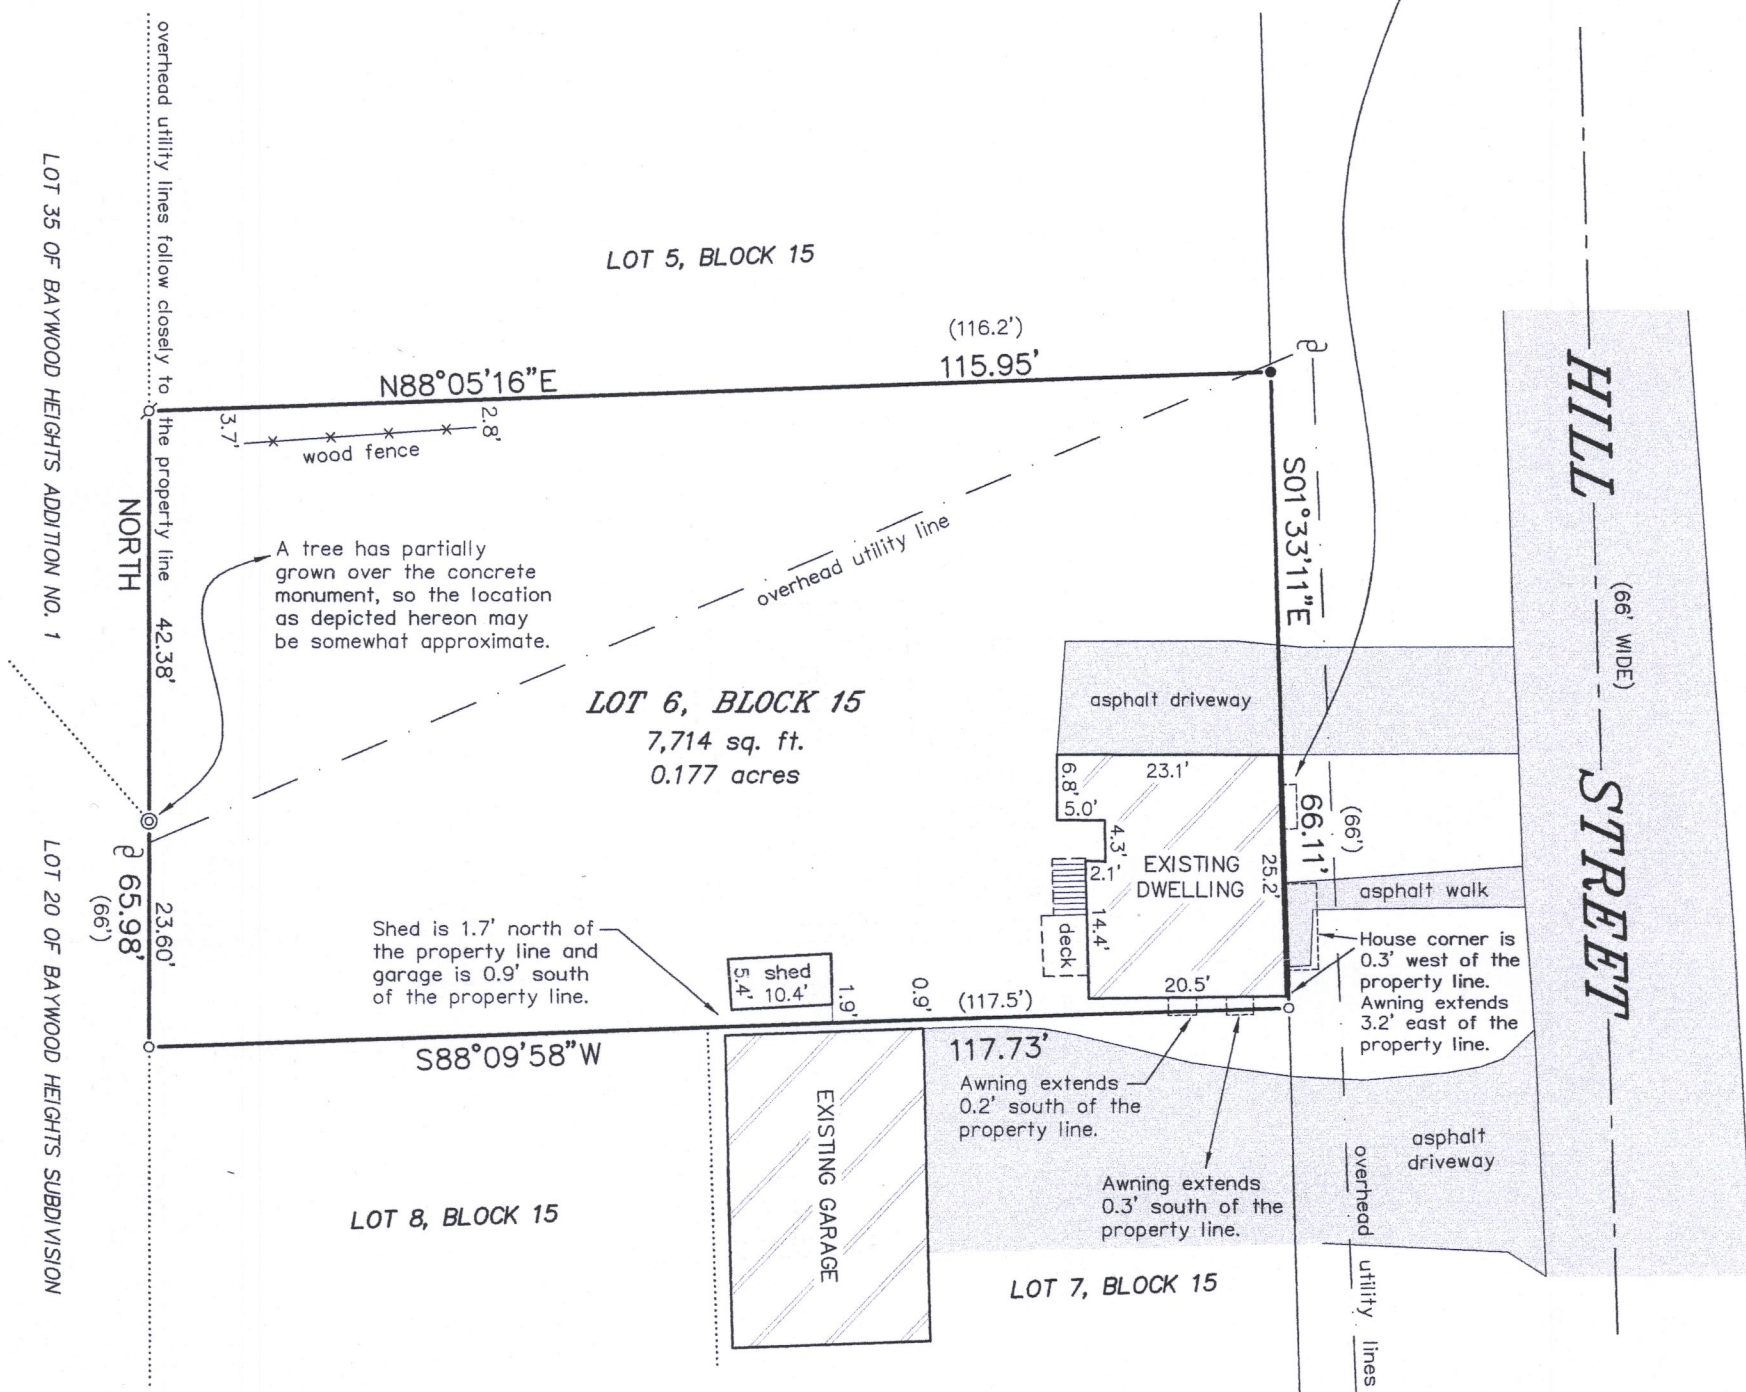 overhead utility lines follow closely to the property line
LOT 35 OF BAYWOOD HEIGHTS ADDITION NO. 1
LOT 20 OF BAYWOOD HEIGHTS SUBDIVISION
LOT 5, BLOCK 15
(116.2')
N88°05'16"E
115.95'
3.7'
2.8'
wood fence
NORTH
42.38'
A tree has partially
grown over the concrete
monument, so the location
as depicted hereon may
be somewhat approximate.
overhead utility line
S01°33'11"E
HILL STREET
(66' WIDE)
LOT 6, BLOCK 15
7,714 sq. ft.
0.177 acres
asphalt driveway
23.1'
6.8'
5.0'
4.3'
2.1'
14.4'
25.2'
20.5'
EXISTING
DWELLING
deck
66.11'
(66')
asphalt walk
House corner is
0.3' west of the
property line.
Awning extends
3.2' east of the
property line.
65.98'
(66')
23.60'
Shed is 1.7' north of
the property line and
garage is 0.9' south
of the property line.
shed
5.4'
10.4'
1.9'
0.9'
(117.5')
117.73'
S88°09'58"W
Awning extends
0.2' south of the
property line.
Awning extends
0.3' south of the
property line.
EXISTING GARAGE
asphalt
driveway
overhead utility lines
LOT 8, BLOCK 15
LOT 7, BLOCK 15